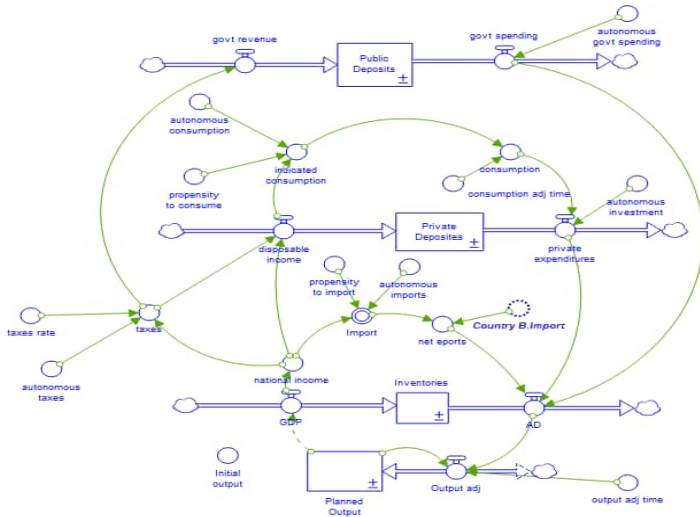 govt revenue
Public
Deposits
govt spending
autonomous
govt spending
autonomous
consumption
indicated
consumption
consumption
propensity
to consume
consumption adj time
autonomous
investment
Private
Deposites
disposable
income
private
expenditures
propensity
to import
autonomous
imports
taxes rate
taxes
Import
net eports
Country B.Import
autonomous
taxes
national income
Inventories
GDP
AD
Initial
output
Planned
Output
Output adj
output adj time